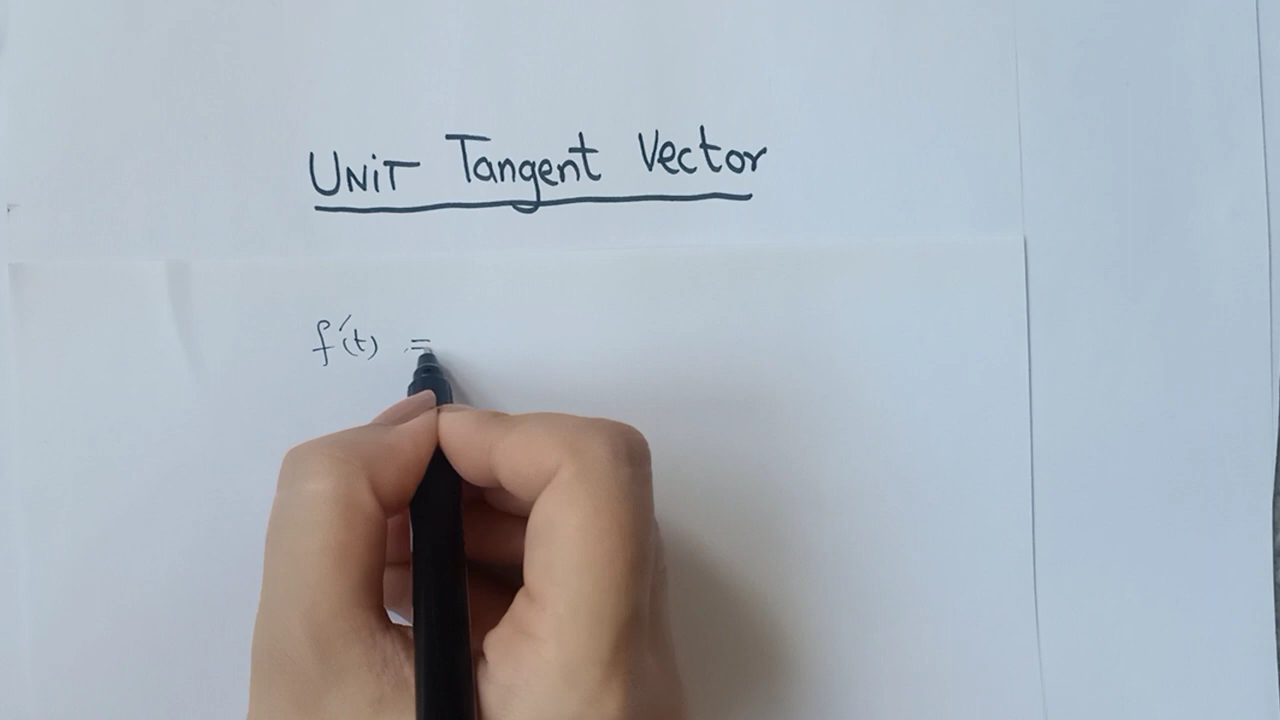 UNiT Tangent Vector
f'(t) =